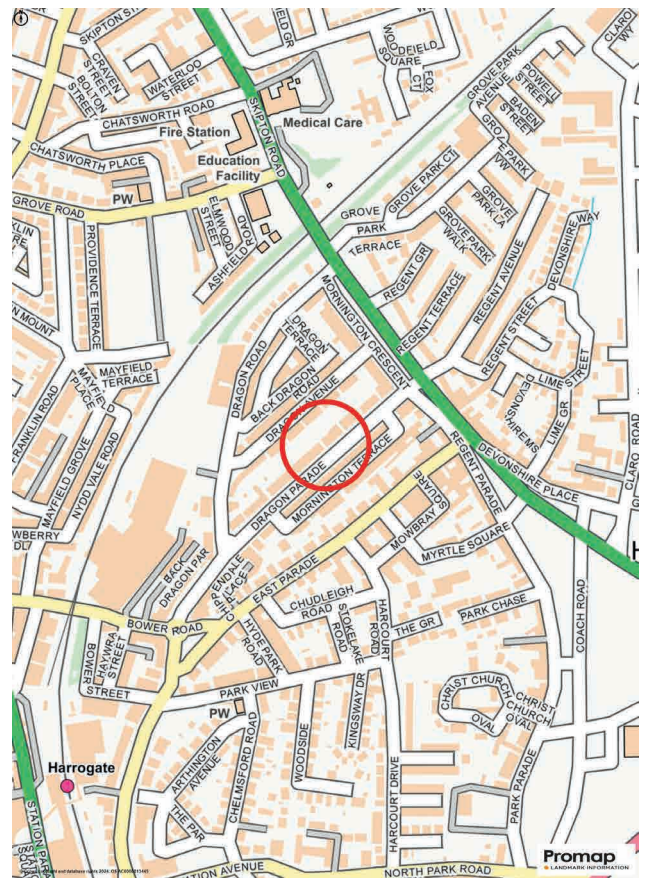 SKIPTON ST
CRAVEN STREET
BOLTON STREET
WATERLOO STREET
CHATSWORTH ROAD
Fire Station
Medical Care
SKIPTON ROAD
WOODFIELD SQUARE
FOX CT
GROVE PARK AVENUE
POWELL STREET
BADEN STREET
CLARO WY
CHATSWORTH PLACE
Education Facility
PW
GROVE ROAD
ELMWOOD STREET
ASHFIELD ROAD
GROVE PARK VW
GROVE PARK CT
GROVE PARK LA
GROVE PARK WALK
GROVE
PARK
TERRACE
PROVIDENCE TERRACE
REGENT GR
REGENT TERRACE
REGENT AVENUE
DEVONSHIRE WAY
REGENT STREET
LIME STREET
LIME GR
DEVONSHIRE MS
MORNINGTON CRESCENT
DRAGON TERRACE
DRAGON ROAD
BACK DRAGON ROAD
DRAGON AVENUE
MOUNT
MAYFIELD TERRACE
MAYFIELD PLACE
FRANKLIN ROAD
MAYFIELD GROVE
NYDD VALE ROAD
DRAGON PARADE
MORNINGTON TERRACE
REGENT PARADE
DEVONSHIRE PLACE
CLARO ROAD
MOWBRAY SQUARE
MYRTLE SQUARE
BACK DRAGON PAR
CHIPPENDALE PLACE
EAST PARADE
CHUDLEIGH ROAD
STOKELAKE ROAD
HARCOURT ROAD
THE GR
PARK CHASE
COACH ROAD
BOWER ROAD
HAYWRA STREET
BOWER
STREET
HYDE PARK ROAD
PARK VIEW
PW
KINGSWAY DR
WOODSIDE
CHRIST CHURCH OVAL
CHRIST CHURCH OVAL
Harrogate
ARTHINGTON AVENUE
CHELMSFORD ROAD
THE PAR
HARCOURT DRIVE
PARK PARADE
STATION PAR
NORTH PARK ROAD
Promap
LANDMARK INFORMATION